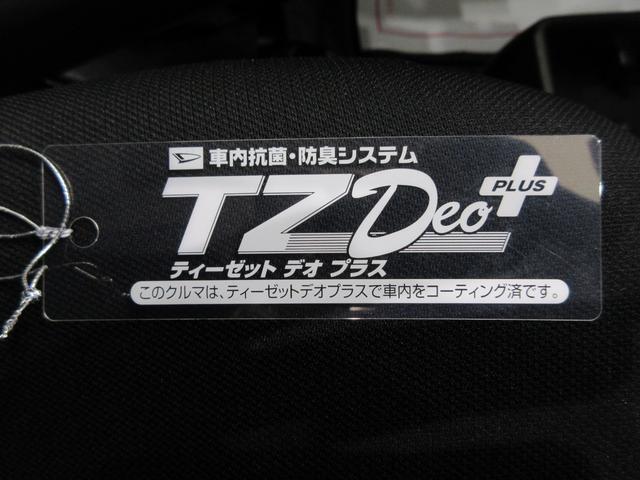 車内抗菌・防臭システム
TZDeo PLUS
ティーゼット デオ プラス
このクルマは、ティーゼットデオプラスで車内をコーティング済です。